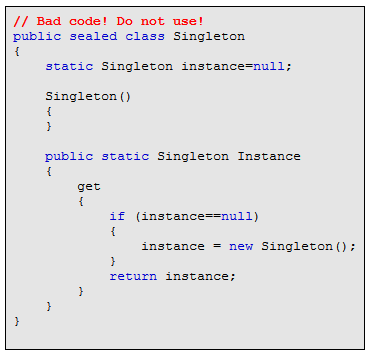 // Bad code! Do not use!
public sealed class Singleton
{
    static Singleton instance=null;

    Singleton()
    {
    }

    public static Singleton Instance
    {
        get
        {
            if (instance==null)
            {
                instance = new Singleton();
            }
            return instance;
        }
    }
}